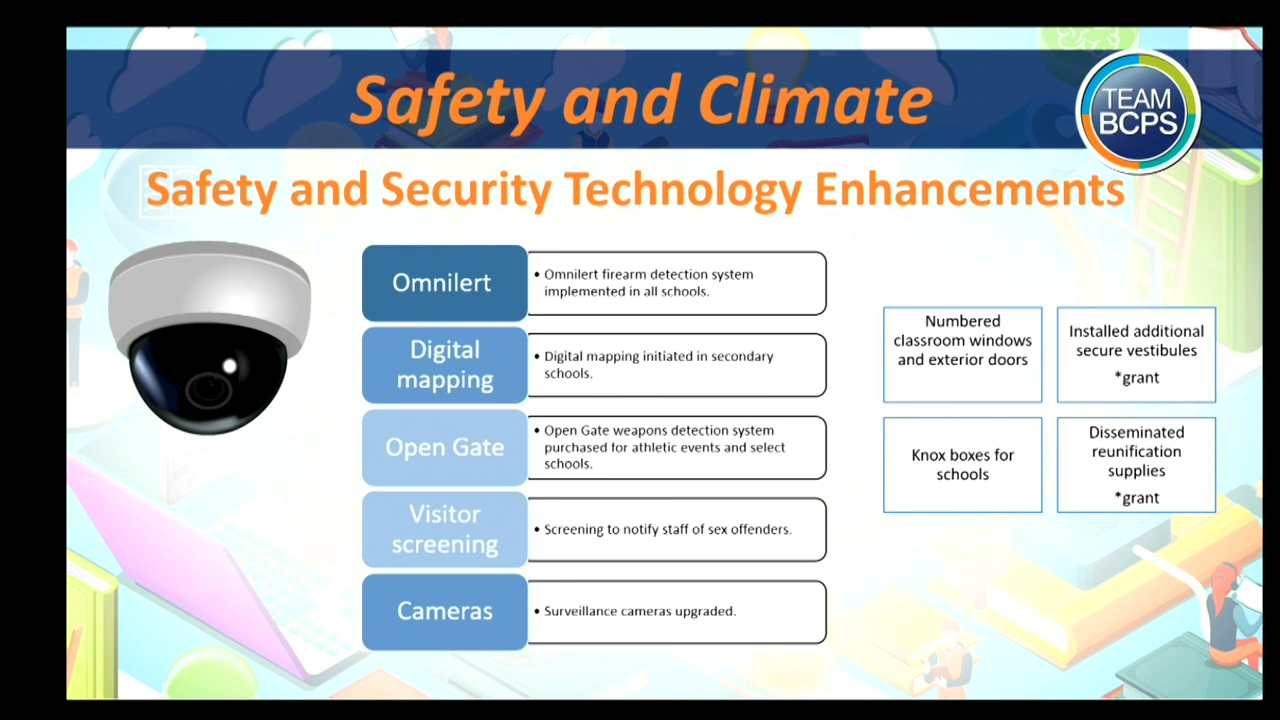 Safety and Climate
TEAM
BCPS
Safety and Security Technology Enhancements
Omnilert
• Omnilert firearm detection system
implemented in all schools.
Digital
mapping
• Digital mapping initiated in secondary
schools.
Open Gate
• Open Gate weapons detection system
purchased for athletic events and select
schools.
Visitor
screening
• Screening to notify staff of sex offenders.
Cameras
• Surveillance cameras upgraded.
Numbered
classroom windows
and exterior doors
Installed additional
secure vestibules
*grant
Knox boxes for
schools
Disseminated
reunification
supplies
*grant